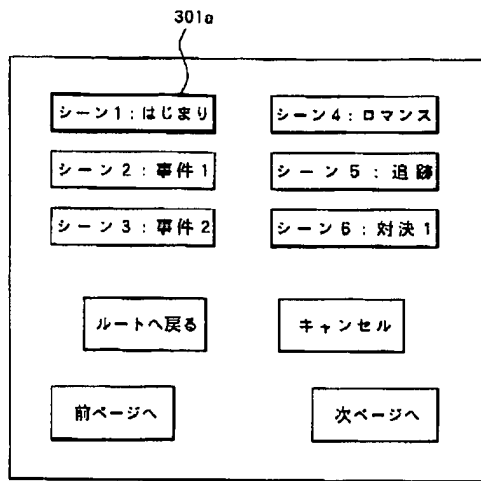 301a
シーン1:はじまり
シーン4:ロマンス
シーン2:事件1
シーン5:追跡
シーン3:事件2
シーン6:対決1
ルートへ戻る
キャンセル
前ページへ
次ページへ